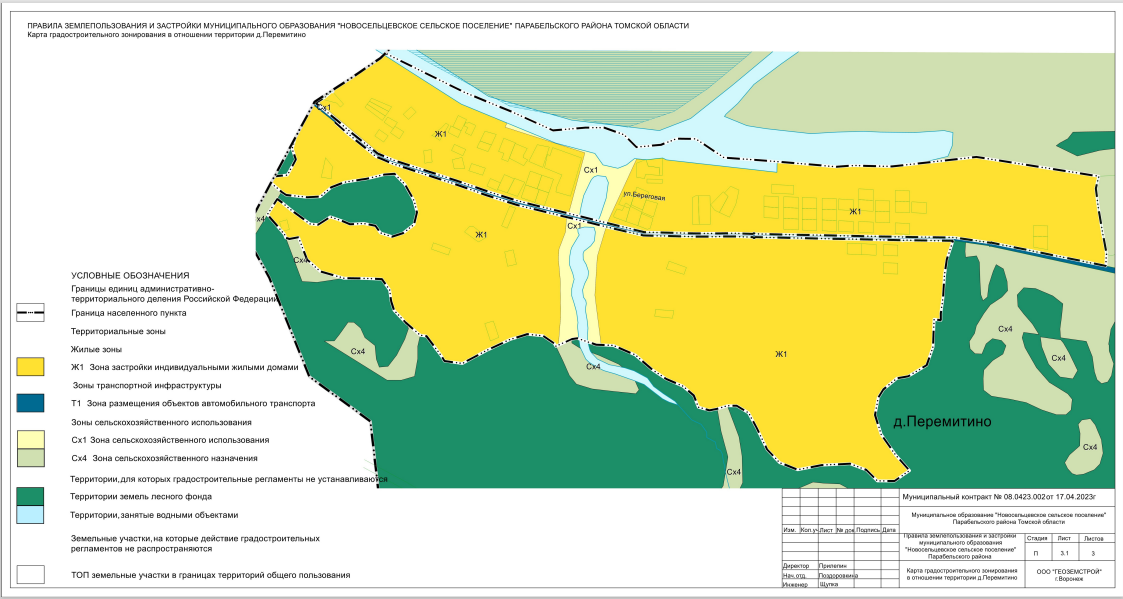 ПРАВИЛА ЗЕМЛЕПОЛЬЗОВАНИЯ И ЗАСТРОЙКИ МУНИЦИПАЛЬНОГО ОБРАЗОВАНИЯ "НОВОСЕЛЬЦЕВСКОЕ СЕЛЬСКОЕ ПОСЕЛЕНИЕ" ПАРАБЕЛЬСКОГО РАЙОНА ТОМСКОЙ ОБЛАСТИ
Карта градостроительного зонирования в отношении территории д.Перемитино
Сх1
Ж1
Сх1
ул.Береговая
Ж1
х4
Ж1
Сх1
Сх4
Сх4
Сх4
Ж1
Сх4
Сх4
д.Перемитино
Сх4
Сх4
УСЛОВНЫЕ ОБОЗНАЧЕНИЯ
Границы единиц административно-
территориального деления Российской Федерации
Граница населенного пункта
Территориальные зоны
Жилые зоны
Ж1 Зона застройки индивидуальными жилыми домами
Зоны транспортной инфраструктуры
Т1 Зона размещения объектов автомобильного транспорта
Зоны сельскохозяйственного использования
Сх1 Зона сельскохозяйственного использования
Сх4 Зона сельскохозяйственного назначения
Территории, для которых градостроительные регламенты не устанавливаются
Территории земель лесного фонда
Территории, занятые водными объектами
Земельные участки, на которые действие градостроительных
регламентов не распространяются
ТОП земельные участки в границах территорий общего пользования
Муниципальный контракт № 08.0423.002 от 17.04.2023г
Муниципальное образование "Новосельцевское сельское поселение"
Парабельского района Томской области
Изм. Кол.уч Лист № док Подпись Дата
Правила землепользования и застройки
муниципального образования
"Новосельцевское сельское поселение"
Парабельского района
Стадия Лист Листов
П 3.1 3
Директор Прилепин
Нач.отд. Поздоровкина
Инженер Щупка
Карта градостроительного зонирования
в отношении территории д.Перемитино
ООО "ГЕОЗЕМСТРОЙ"
г.Воронеж